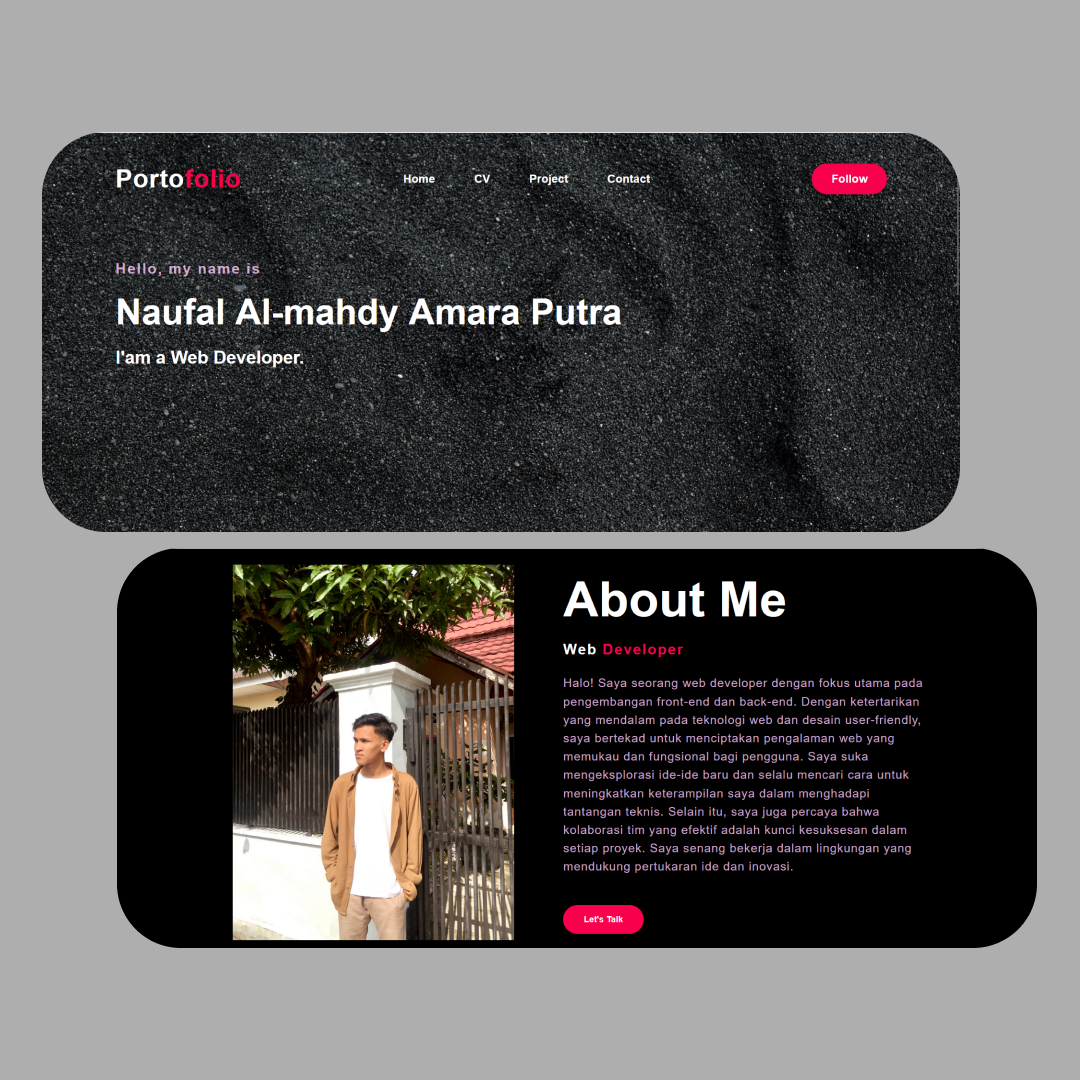 Portofolio
Home CV Project Contact
Follow
Hello, my name is
Naufal Al-mahdy Amara Putra
I'am a Web Developer.
About Me
Web Developer
Halo! Saya seorang web developer dengan fokus utama pada
pengembangan front-end dan back-end. Dengan ketertarikan
yang mendalam pada teknologi web dan desain user-friendly,
saya bertekad untuk menciptakan pengalaman web yang
memukau dan fungsional bagi pengguna. Saya suka
mengeksplorasi ide-ide baru dan selalu mencari cara untuk
meningkatkan keterampilan saya dalam menghadapi
tantangan teknis. Selain itu, saya juga percaya bahwa
kolaborasi tim yang efektif adalah kunci kesuksesan dalam
setiap proyek. Saya senang bekerja dalam lingkungan yang
mendukung pertukaran ide dan inovasi.
Let's Talk